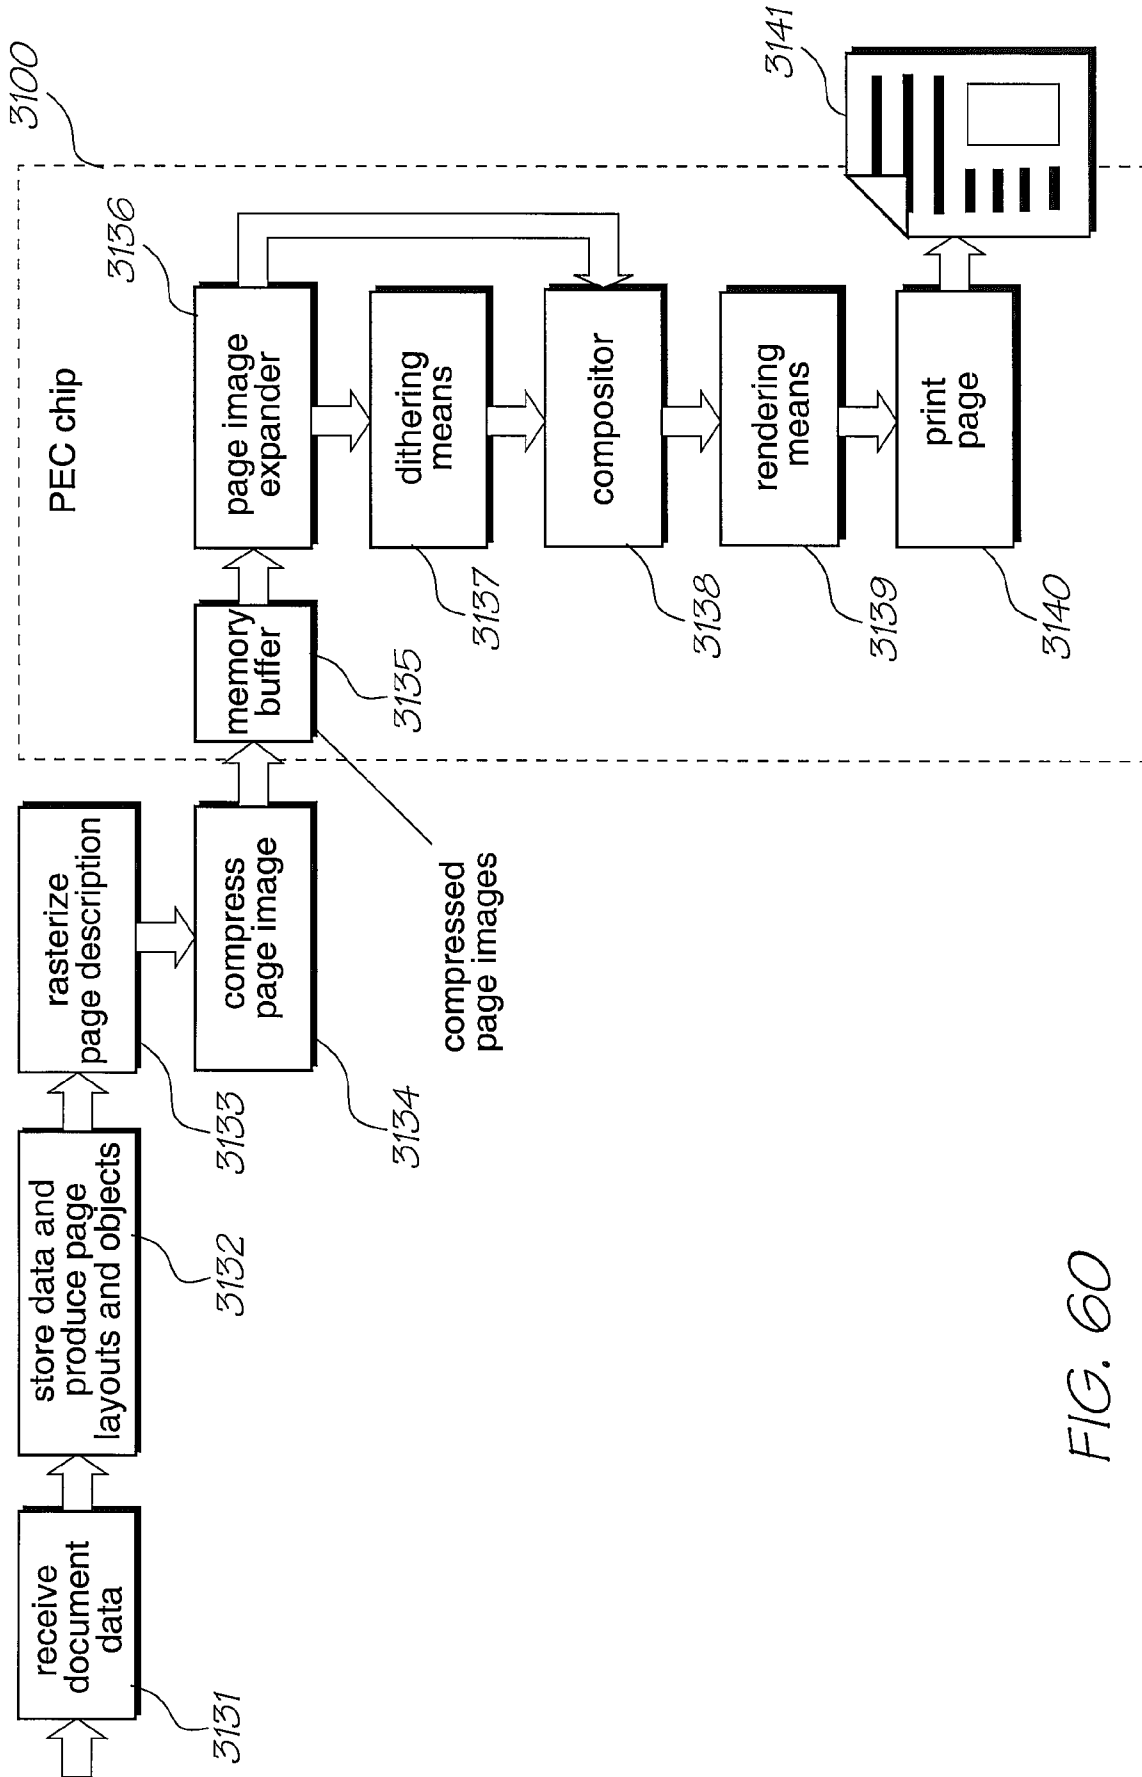 receive
document
data
3131
store data and
produce page
layouts and objects
3132
rasterize
page description
3133
compress
page image
3134
compressed
page images
PEC chip
3100
memory
buffer
3135
page image
expander
3136
dithering
means
3137
compositor
3138
rendering
means
3139
print
page
3140
3141
FIG. 60